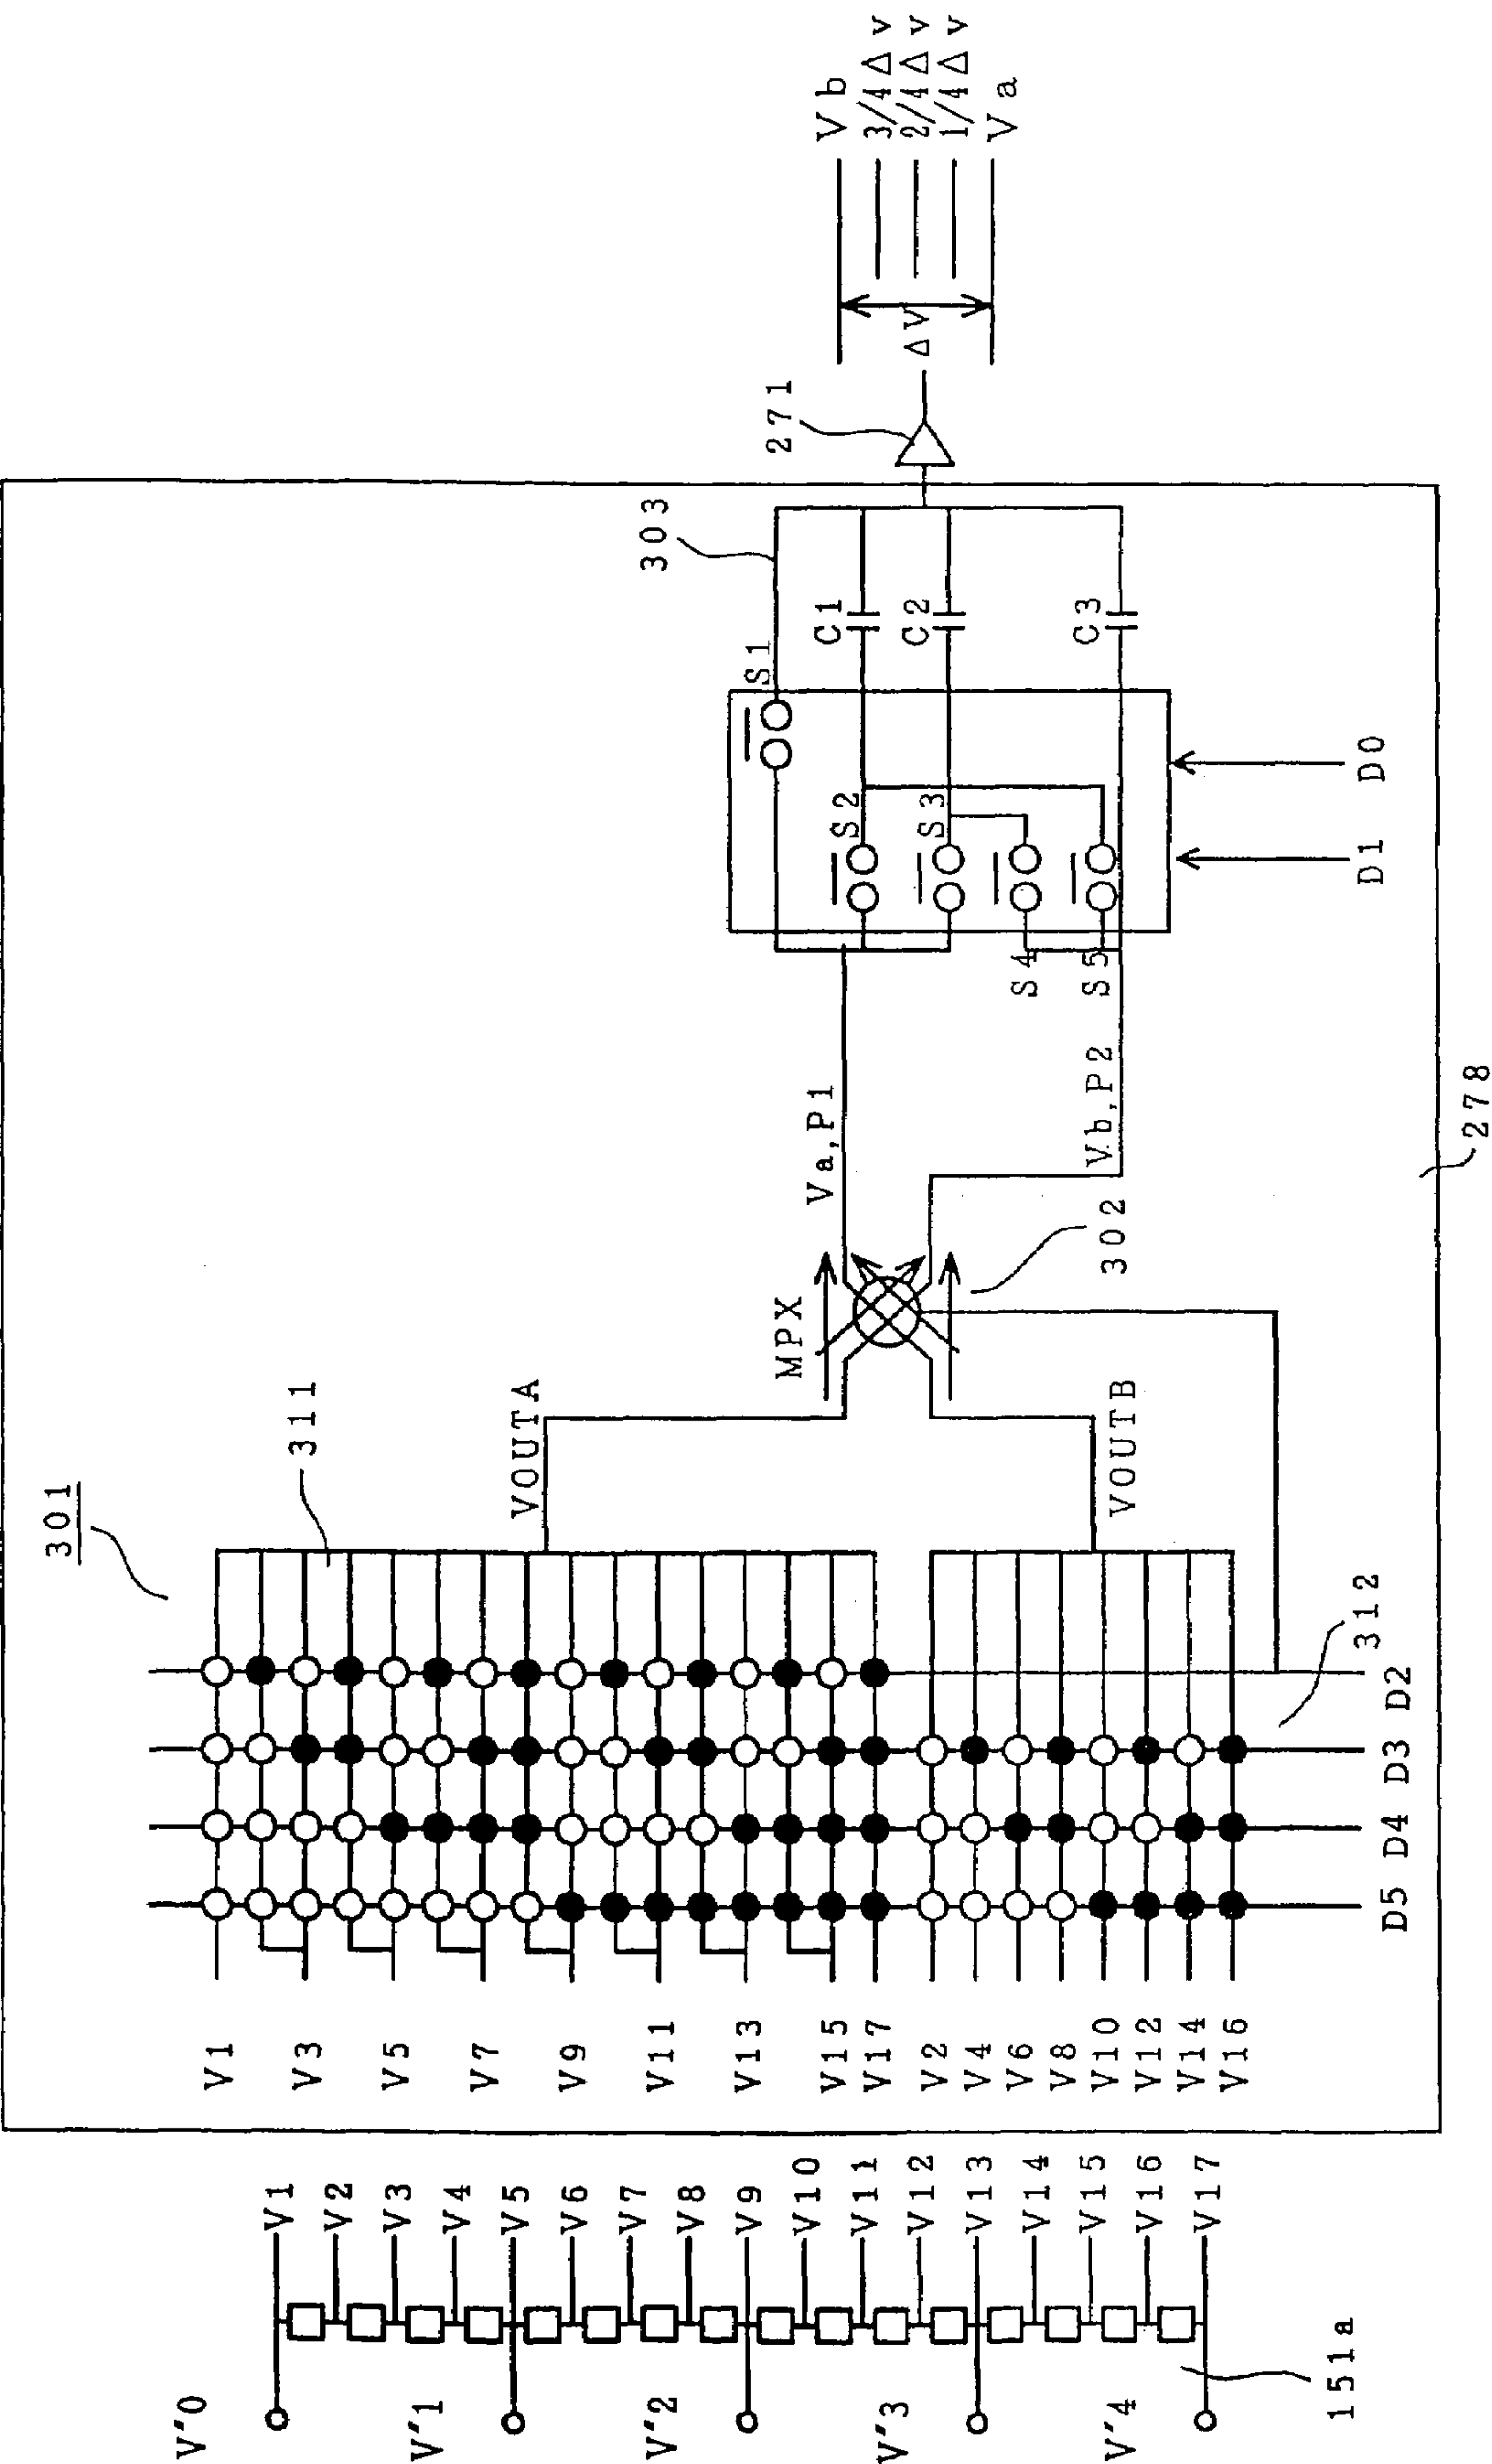 V'0
V'1
V'2
V'3
V'4
151a
V1
V2
V3
V4
V5
V6
V7
V8
V9
V10
V11
V12
V13
V14
V15
V16
V17
V1
V3
V5
V7
V9
V11
V13
V15
V17
V2
V4
V6
V8
V10
V12
V14
V16
D5
D4
D3
D2
301
311
312
VOUTA
VOUTB
MPX
302
Va,P1
Vb,P2
278
S1
S2
S3
S4
S5
D1
D0
C1
C2
C3
303
271
ΔV
Vb
3/4Δv
2/4Δv
1/4Δv
Va